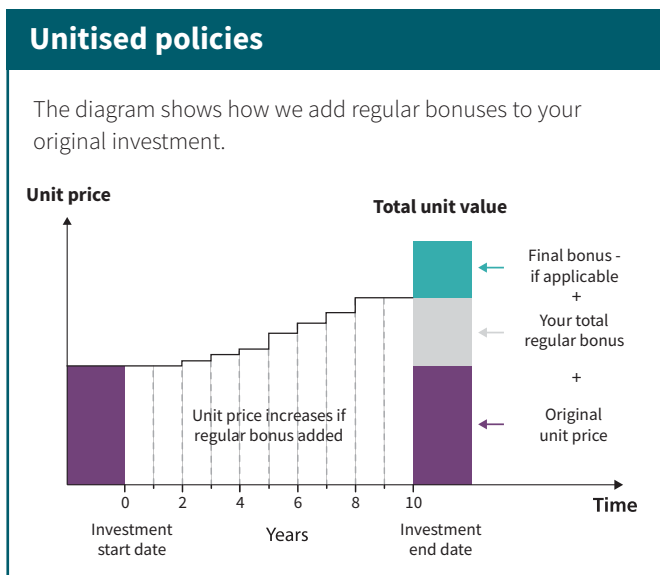 Unitised policies
The diagram shows how we add regular bonuses to your
original investment.
Unit price
Total unit value
Final bonus -
if applicable
+
Your total
regular bonus
+
Original
unit price
Unit price increases if
regular bonus added
0 2 4 6 8 10
Time
Investment
start date
Years
Investment
end date